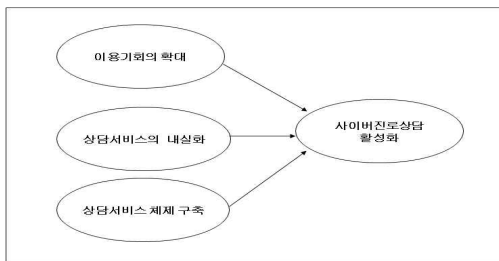 이용기회의 확대
상담서비스의 내실화
상담서비스 체제 구축
사이버진로상담
활성화